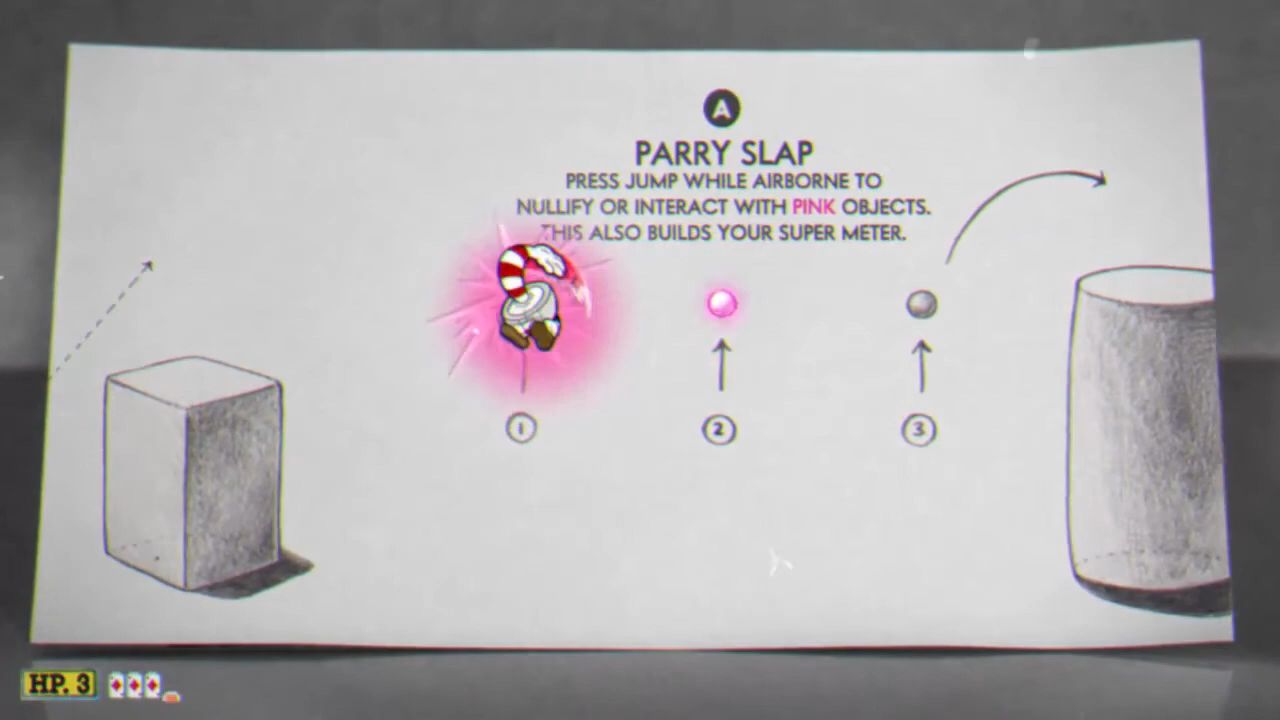 A
PARRY SLAP
PRESS JUMP WHILE AIRBORNE TO
NULLIFY OR INTERACT WITH PINK OBJECTS.
THIS ALSO BUILDS YOUR SUPER METER.
1 2 3
HP. 3